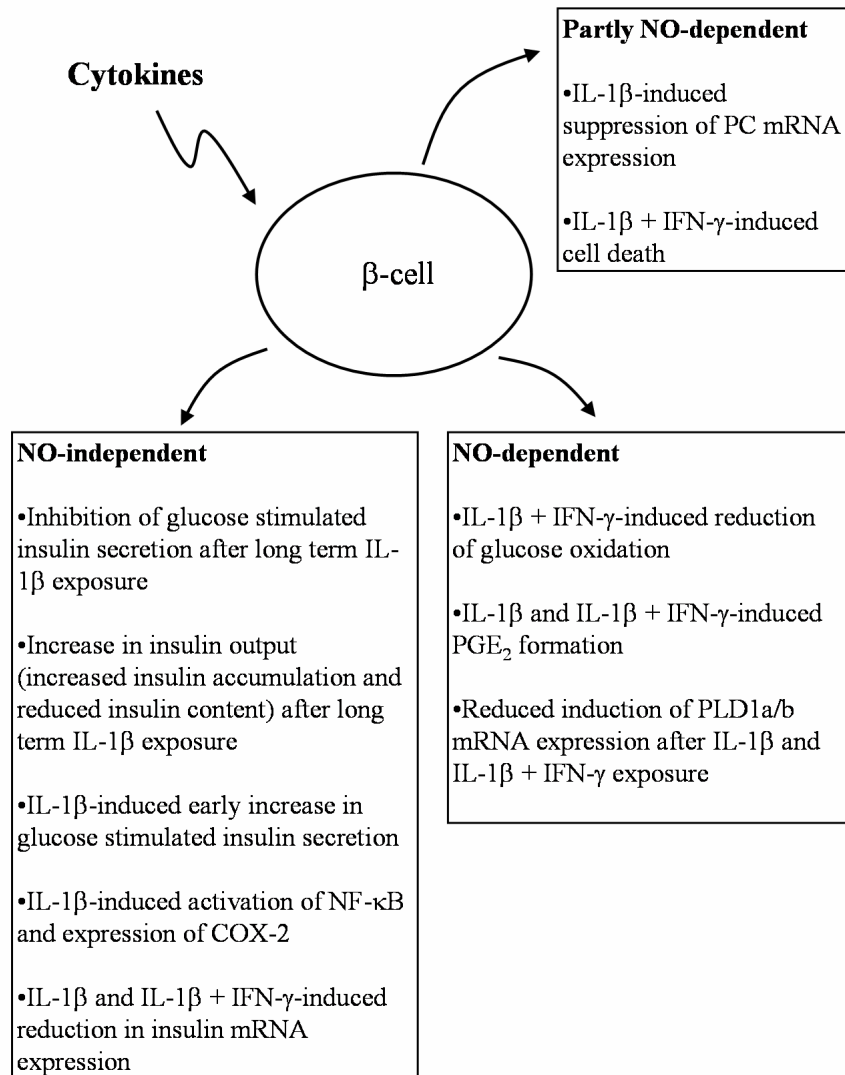 Cytokines
β-cell
Partly NO-dependent
•IL-1β-induced
suppression of PC mRNA
expression
•IL-1β + IFN-γ-induced
cell death
NO-independent
•Inhibition of glucose stimulated
insulin secretion after long term IL-
1β exposure
•Increase in insulin output
(increased insulin accumulation and
reduced insulin content) after long
term IL-1β exposure
•IL-1β-induced early increase in
glucose stimulated insulin secretion
•IL-1β-induced activation of NF-κB
and expression of COX-2
•IL-1β and IL-1β + IFN-γ-induced
reduction in insulin mRNA
expression
NO-dependent
•IL-1β + IFN-γ-induced reduction
of glucose oxidation
•IL-1β and IL-1β + IFN-γ-induced
PGE₂ formation
•Reduced induction of PLD1a/b
mRNA expression after IL-1β and
IL-1β + IFN-γ exposure